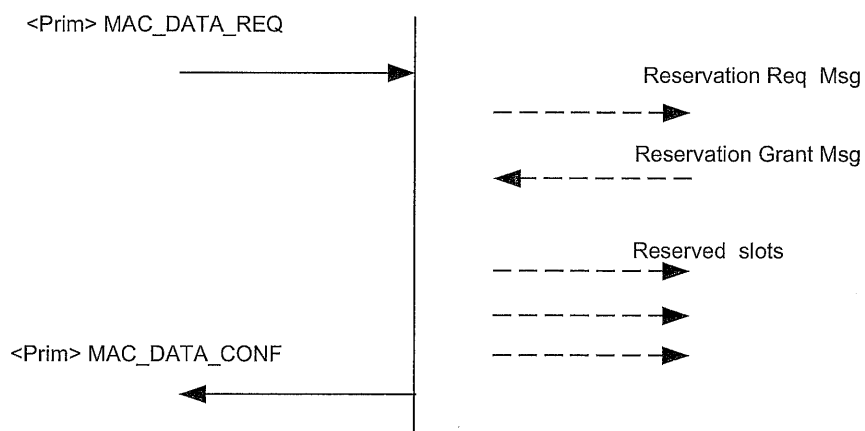 <Prim> MAC_DATA_REQ
Reservation Req Msg
Reservation Grant Msg
Reserved slots
<Prim> MAC_DATA_CONF